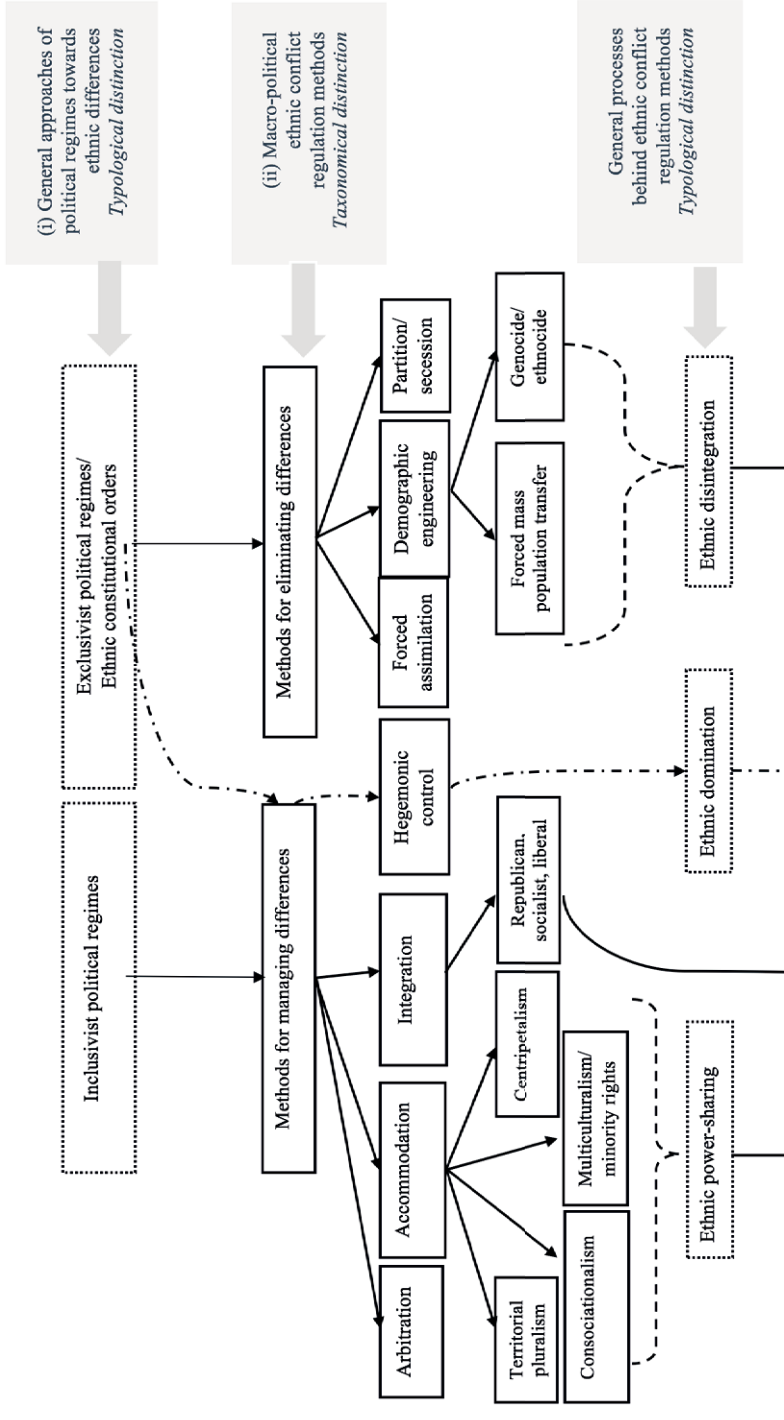 (i) General approaches of
political regimes towards
ethnic differences
Typological distinction
Inclusivist political regimes
Exclusivist political regimes/
Ethnic constitutional orders
(ii) Macro-political
ethnic conflict
regulation methods
Taxonomical distinction
Methods for managing differences
Methods for eliminating differences
Arbitration
Accommodation
Integration
Hegemonic
control
Forced
assimilation
Demographic
engineering
Partition/
secession
Territorial
pluralism
Consociationalism
Multiculturalism/
minority rights
Centripetalism
Republican,
socialist, liberal
Forced mass
population transfer
Genocide/
ethnocide
General processes
behind ethnic conflict
regulation methods
Typological distinction
Ethnic power-sharing
Ethnic domination
Ethnic disintegration